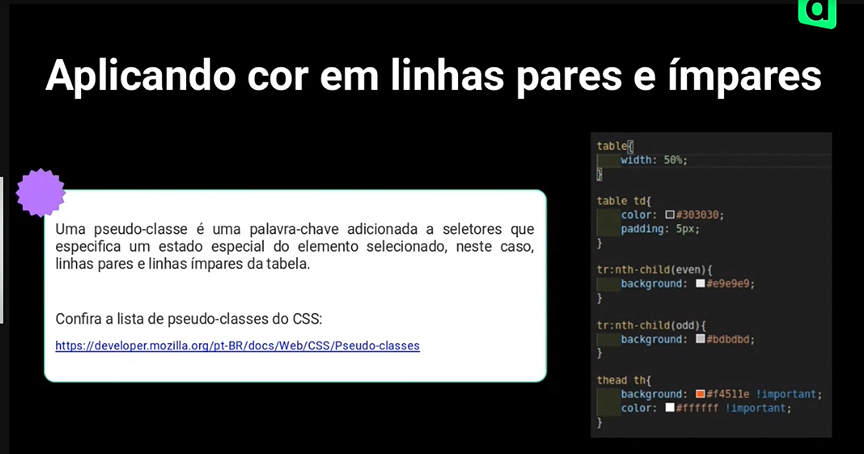 Aplicando cor em linhas pares e ímpares
Uma pseudo-classe é uma palavra-chave adicionada a seletores que
especifica um estado especial do elemento selecionado, neste caso,
linhas pares e linhas ímpares da tabela.
Confira a lista de pseudo-classes do CSS:
https://developer.mozilla.org/pt-BR/docs/Web/CSS/Pseudo-classes
table{
width: 50%;
}
table td{
color: #303030;
padding: 5px;
}
tr:nth-child(even){
background: #e9e9e9;
}
tr:nth-child(odd){
background: #bdbdbd;
}
thead th{
background: #f4511e !important;
color: #ffffff !important;
}